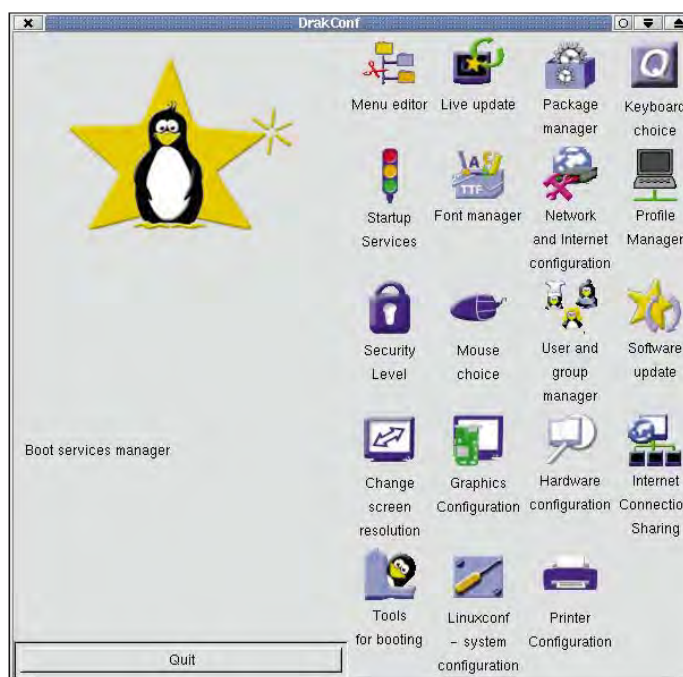 DrakConf
Menu editor
Live update
Package
manager
Keyboard
choice
Startup
Services
Font manager
Network
and Internet
configuration
Profile
Manager
Security
Level
Mouse
choice
User and
group
manager
Software
update
Boot services manager
Change
screen
resolution
Graphics
Configuration
Hardware
configuration
Internet
Connection
Sharing
Tools
for booting
Linuxconf
– system
configuration
Printer
Configuration
Quit
TTF
Q